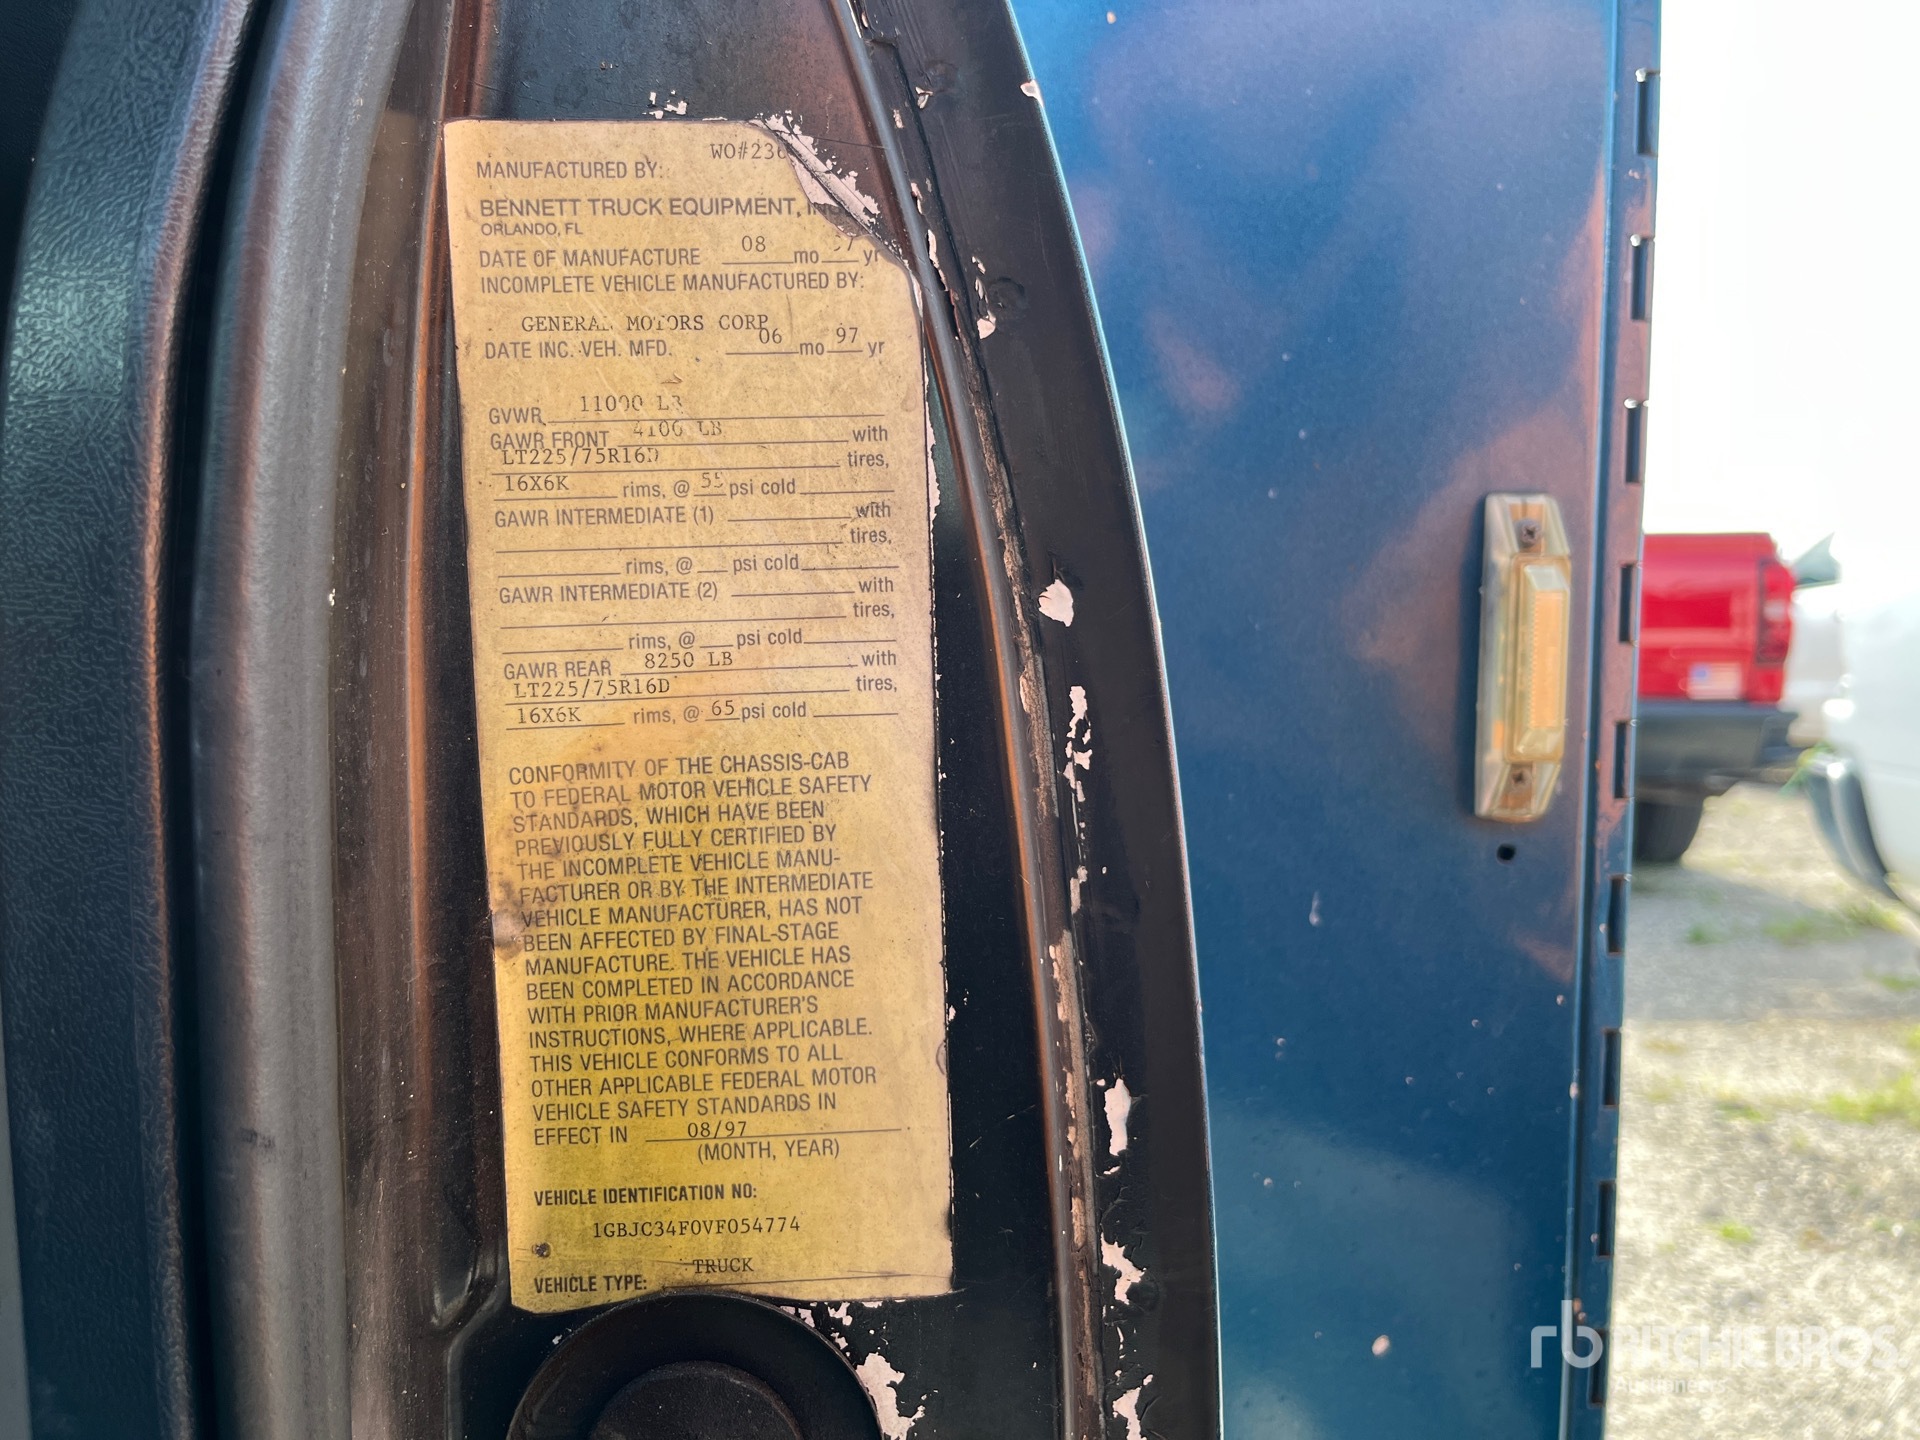 WO#236
MANUFACTURED BY:
BENNETT TRUCK EQUIPMENT, INC
ORLANDO, FL
DATE OF MANUFACTURE 08 mo 97 yr
INCOMPLETE VEHICLE MANUFACTURED BY:
GENERAL MOTORS CORP
DATE INC. VEH. MFD. 06 mo 97 yr
GVWR 11000 LB
GAWR FRONT 4100 LB with
LT225/75R16D tires,
16X6K rims, @ 55 psi cold
GAWR INTERMEDIATE (1) with
tires,
rims, @ psi cold
GAWR INTERMEDIATE (2) with
tires,
rims, @ psi cold
GAWR REAR 8250 LB with
LT225/75R16D tires,
16X6K rims, @ 65 psi cold
CONFORMITY OF THE CHASSIS-CAB
TO FEDERAL MOTOR VEHICLE SAFETY
STANDARDS, WHICH HAVE BEEN
PREVIOUSLY FULLY CERTIFIED BY
THE INCOMPLETE VEHICLE MANU-
FACTURER OR BY THE INTERMEDIATE
VEHICLE MANUFACTURER, HAS NOT
BEEN AFFECTED BY FINAL-STAGE
MANUFACTURE. THE VEHICLE HAS
BEEN COMPLETED IN ACCORDANCE
WITH PRIOR MANUFACTURER'S
INSTRUCTIONS, WHERE APPLICABLE.
THIS VEHICLE CONFORMS TO ALL
OTHER APPLICABLE FEDERAL MOTOR
VEHICLE SAFETY STANDARDS IN
EFFECT IN 08/97
(MONTH, YEAR)
VEHICLE IDENTIFICATION NO:
1GBJC34F0VF054774
VEHICLE TYPE: TRUCK
rb RITCHIE BROS
Auctioneers